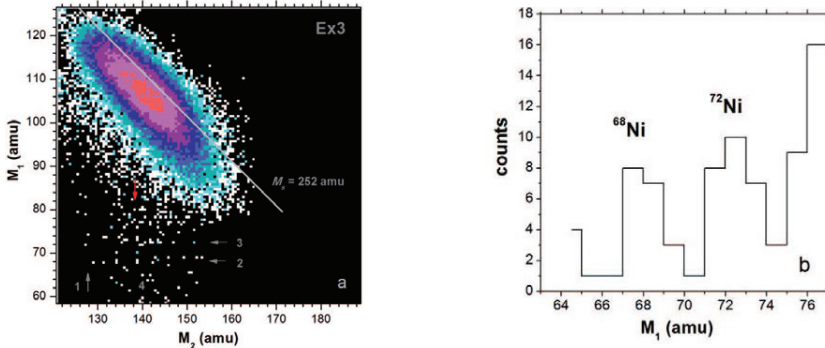 Ex3
M₁ (amu)
120
110
100
90
80
70
60
Mₛ = 252 amu
3
2
1
4
a
130 140 150 160 170 180
M₂ (amu)
counts
18
16
14
12
10
8
6
4
2
0
⁶⁸Ni
⁷²Ni
b
64 66 68 70 72 74 76
M₁ (amu)